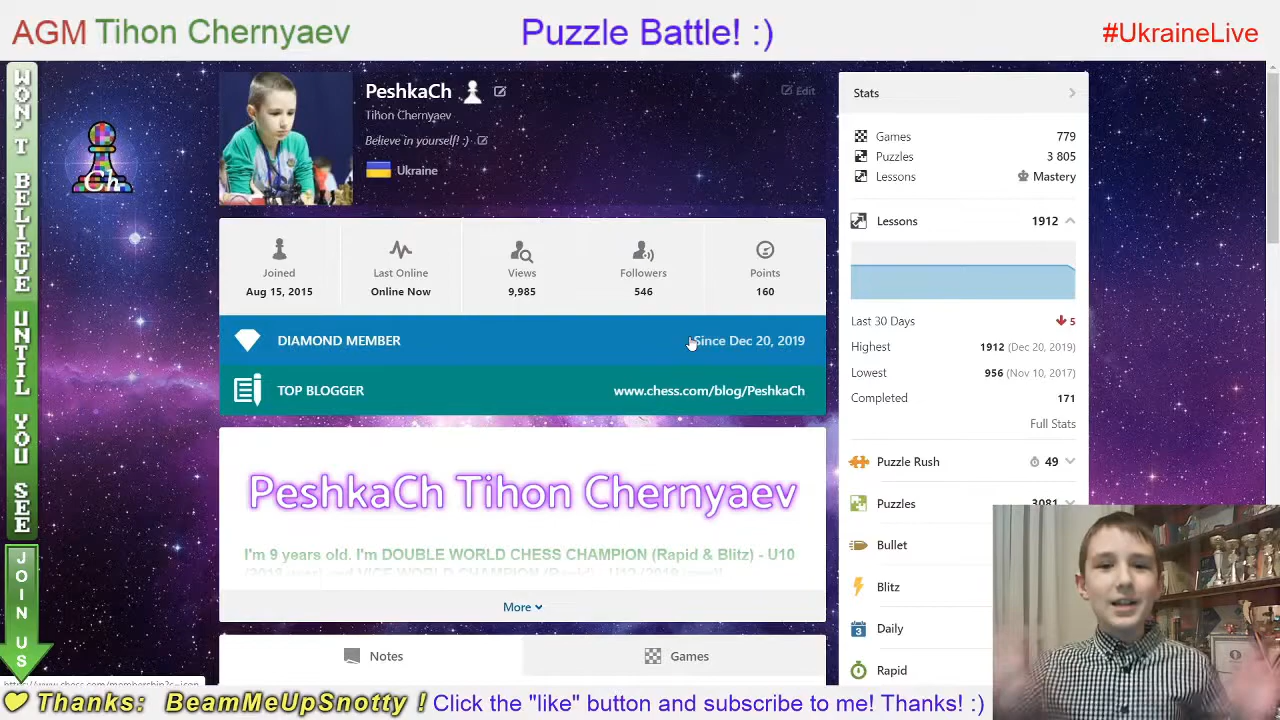 AGM Tihon Chernyaev
Puzzle Battle! :)
#UkraineLive
WON'T BELIEVE UNTIL YOU SEE
JOIN US
Ch
PeshkaCh
Tihon Chernyaev
Believe in yourself! :)
Ukraine
Edit
Joined
Aug 15, 2015
Last Online
Online Now
Views
9,985
Followers
546
Points
160
DIAMOND MEMBER
Since Dec 20, 2019
TOP BLOGGER
www.chess.com/blog/PeshkaCh
PeshkaCh Tihon Chernyaev
I'm 9 years old. I'm DOUBLE WORLD CHESS CHAMPION (Rapid & Blitz) - U10
More
Notes
Games
Stats
Games 779
Puzzles 3 805
Lessons Mastery
Lessons 1912
Last 30 Days 5
Highest 1912 (Dec 20, 2019)
Lowest 956 (Nov 10, 2017)
Completed 171
Full Stats
Puzzle Rush 49
Puzzles 3081
Bullet
Blitz
3 Daily
Rapid
Thanks: BeamMeUpSnotty !
Click the "like" button and subscribe to me! Thanks! :)